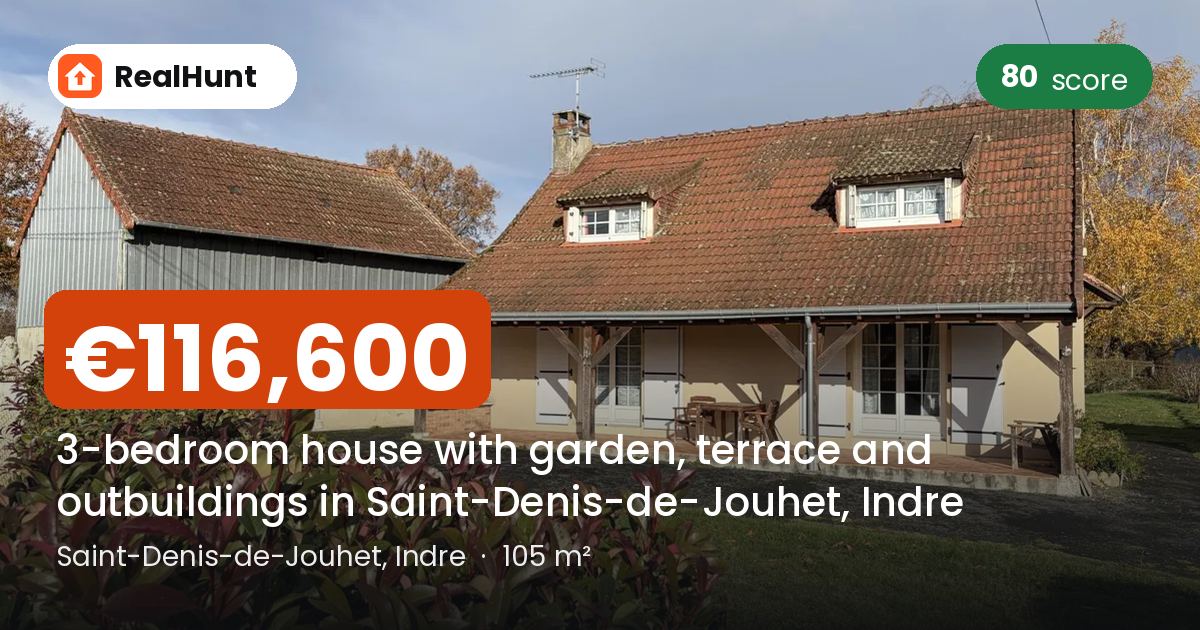 RealHunt
80 score
€116,600
3-bedroom house with garden, terrace and
outbuildings in Saint-Denis-de-Jouhet, Indre
Saint-Denis-de-Jouhet, Indre · 105 m²